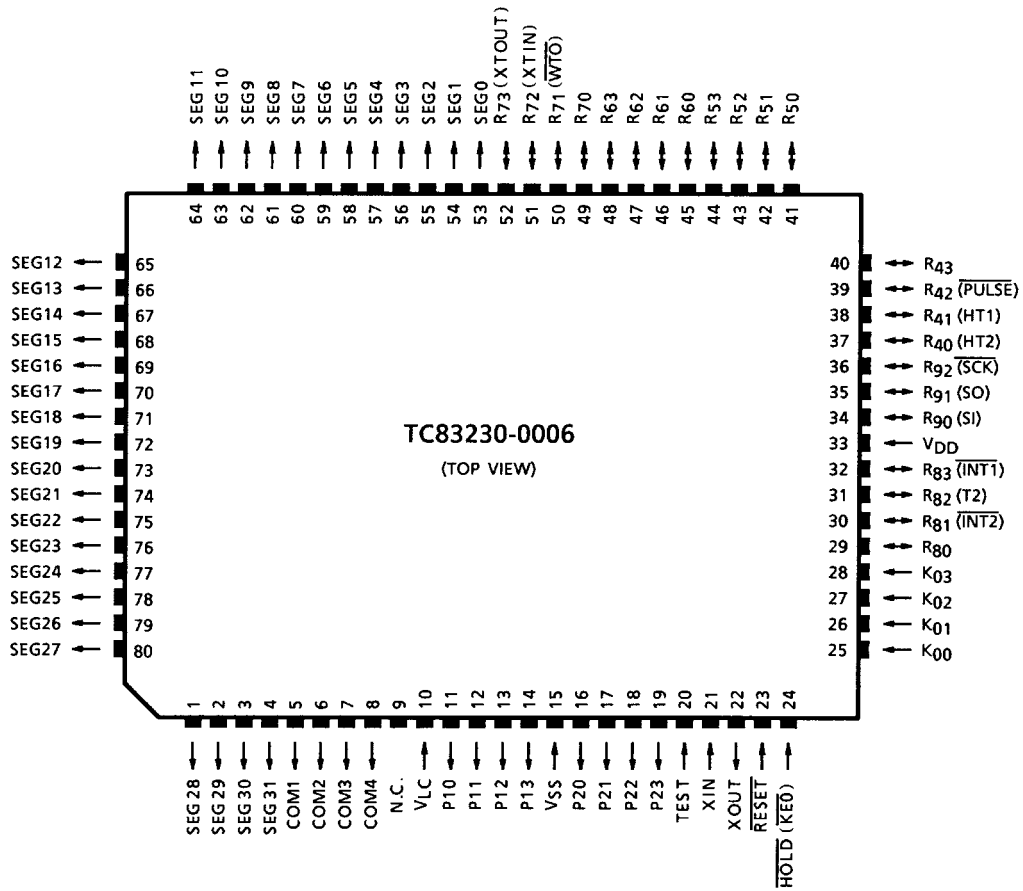 SEG11 SEG10 SEG9 SEG8 SEG7 SEG6 SEG5 SEG4 SEG3 SEG2 SEG1 SEG0 R73 (XTOUT) R72 (XTIN) R71 (WTO) R70 R63 R62 R61 R60 R53 R52 R51 R50
64 63 62 61 60 59 58 57 56 55 54 53 52 51 50 49 48 47 46 45 44 43 42 41
SEG12 65
SEG13 66
SEG14 67
SEG15 68
SEG16 69
SEG17 70
SEG18 71
SEG19 72
SEG20 73
SEG21 74
SEG22 75
SEG23 76
SEG24 77
SEG25 78
SEG26 79
SEG27 80
TC83230-0006
(TOP VIEW)
40 R43
39 R42 (PULSE)
38 R41 (HT1)
37 R40 (HT2)
36 R92 (SCK)
35 R91 (SO)
34 R90 (SI)
33 VDD
32 R83 (INT1)
31 R82 (T2)
30 R81 (INT2)
29 R80
28 K03
27 K02
26 K01
25 K00
1 2 3 4 5 6 7 8 9 10 11 12 13 14 15 16 17 18 19 20 21 22 23 24
SEG28 SEG29 SEG30 SEG31 COM1 COM2 COM3 COM4 N.C. VLC P10 P11 P12 P13 VSS P20 P21 P22 P23 TEST XIN XOUT RESET HOLD (KE0)